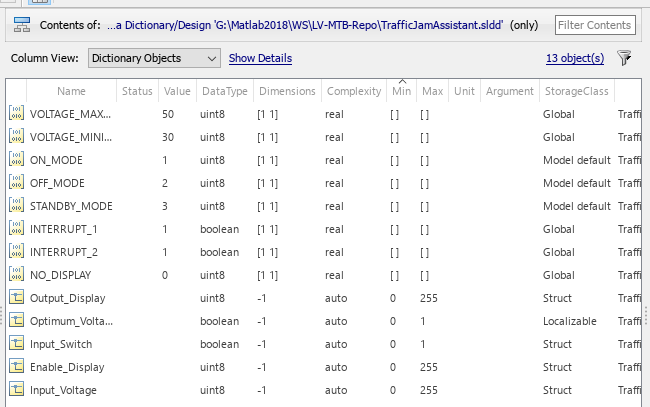 Contents of: ...a Dictionary/Design 'G:\Matlab2018\WS\LV-MTB-Repo\TrafficJamAssistant.sldd' (only) Filter Contents
Column View: Dictionary Objects Show Details 13 object(s)
Name Status Value DataType Dimensions Complexity Min Max Unit Argument StorageClass
VOLTAGE_MAX... 50 uint8 [1 1] real [ ] [ ] Global Traffi
VOLTAGE_MINI... 30 uint8 [1 1] real [ ] [ ] Global Traffi
ON_MODE 1 uint8 [1 1] real [ ] [ ] Model default Traffi
OFF_MODE 2 uint8 [1 1] real [ ] [ ] Model default Traffi
STANDBY_MODE 3 uint8 [1 1] real [ ] [ ] Model default Traffi
INTERRUPT_1 1 boolean [1 1] real [ ] [ ] Global Traffi
INTERRUPT_2 1 boolean [1 1] real [ ] [ ] Global Traffi
NO_DISPLAY 0 uint8 [1 1] real [ ] [ ] Global Traffi
Output_Display uint8 -1 auto 0 255 Struct Traffi
Optimum_Volta... boolean -1 auto 0 1 Localizable Traffi
Input_Switch boolean -1 auto 0 1 Struct Traffi
Enable_Display uint8 -1 auto 0 255 Struct Traffi
Input_Voltage uint8 -1 auto 0 255 Struct Traffi